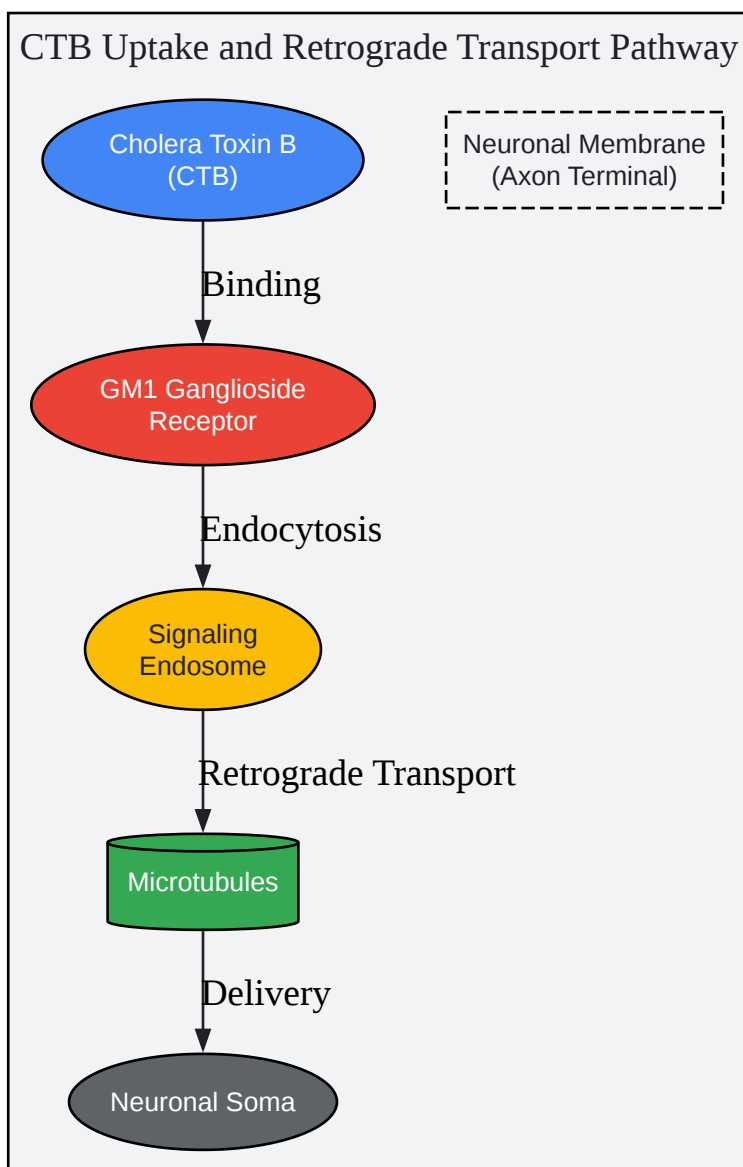 CTB Uptake and Retrograde Transport Pathway
Cholera Toxin B
(CTB)
Neuronal Membrane
(Axon Terminal)
Binding
GM1 Ganglioside
Receptor
Endocytosis
Signaling
Endosome
Retrograde Transport
Microtubules
Delivery
Neuronal Soma